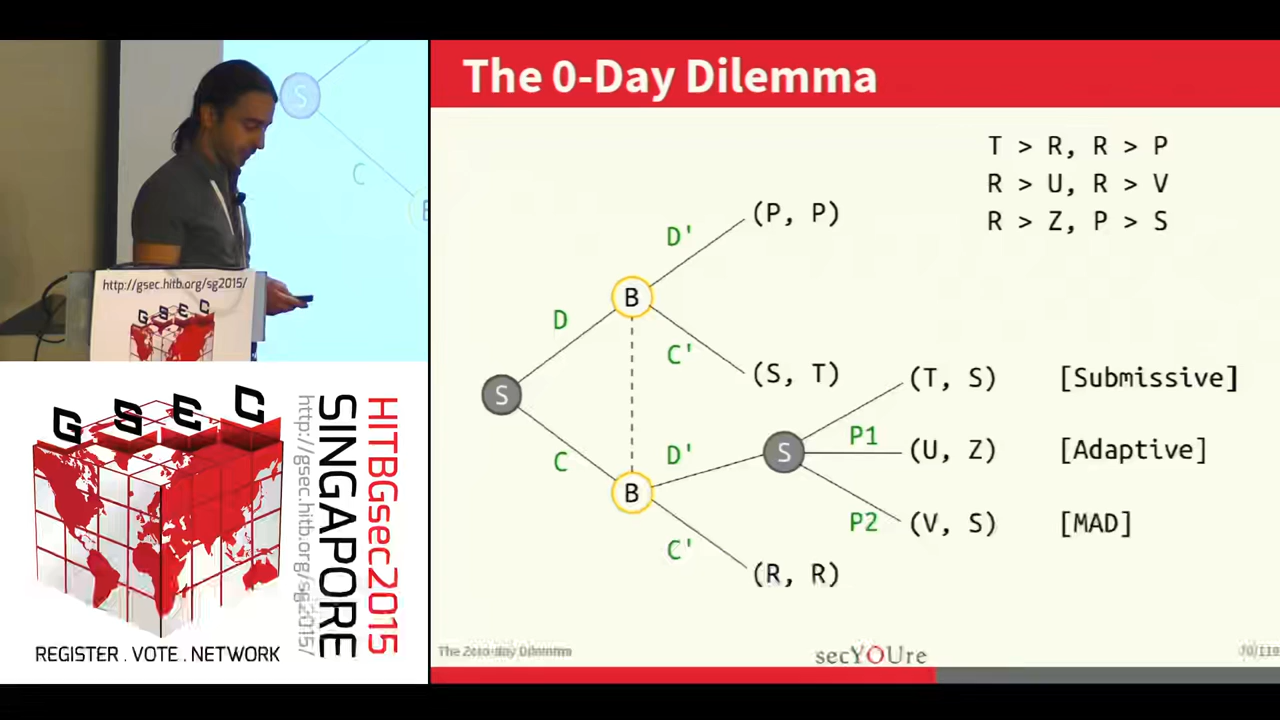 S
C
http://gsec.hitb.org/sg2015/
G S E C
G S E C
HITBGsec2015
SINGAPORE
http://gsec.hitb.org/sg2015/
REGISTER . VOTE . NETWORK
The 0-Day Dilemma
T > R, R > P
R > U, R > V
R > Z, P > S
(P, P)
D'
B
D
C'
(S, T)
S
(T, S) [Submissive]
P1
(U, Z) [Adaptive]
S
D'
C
B
P2
(V, S) [MAD]
C'
(R, R)
The Zero-day Dilemma
secYOUre